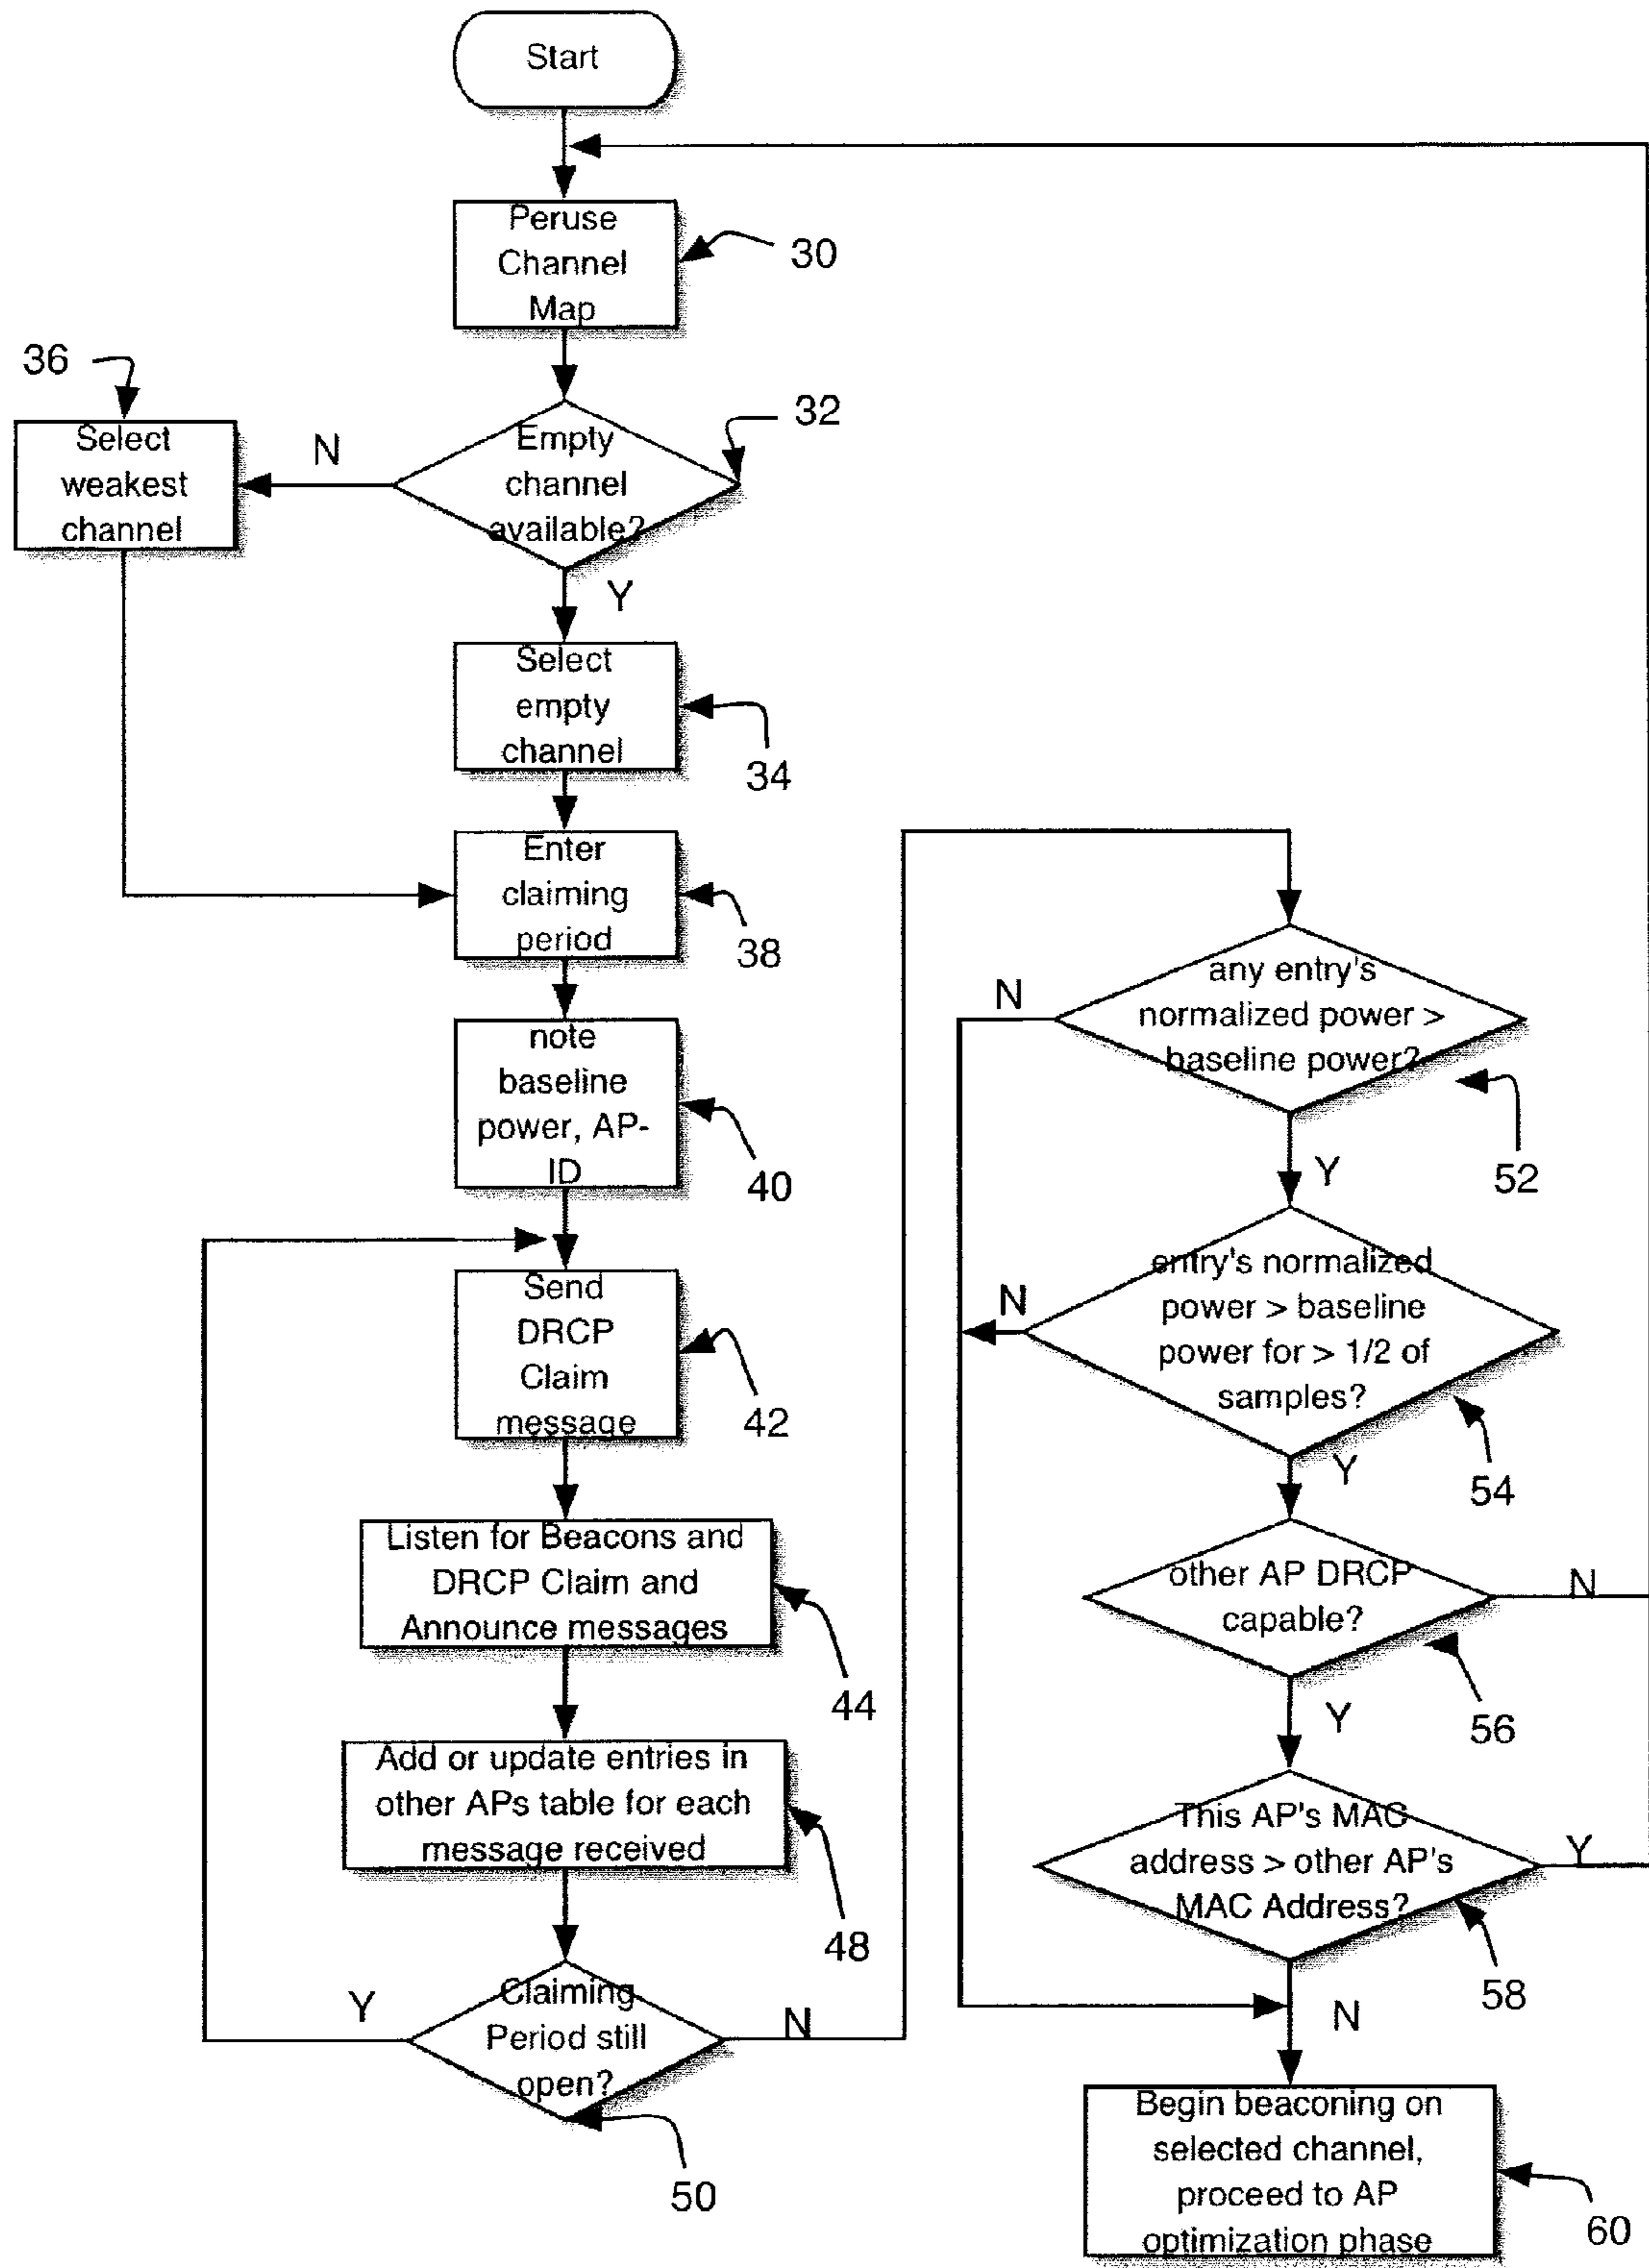 Start
Peruse
Channel
Map
30
36
32
Select
weakest
channel
N
Empty
channel
available?
Y
Select
empty
channel
34
Enter
claiming
period
38
note
baseline
power, AP-
ID
40
Send
DRCP
Claim
message
42
Listen for Beacons and
DRCP Claim and
Announce messages
44
Add or update entries in
other APs table for each
message received
48
Y
Claiming
Period still
open?
N
50
N
any entry's
normalized power >
baseline power?
52
Y
N
entry's normalized
power > baseline
power for > 1/2 of
samples?
54
Y
other AP DRCP
capable?
N
56
Y
This AP's MAC
address > other AP's
MAC Address?
Y
58
N
Begin beaconing on
selected channel,
proceed to AP
optimization phase
60